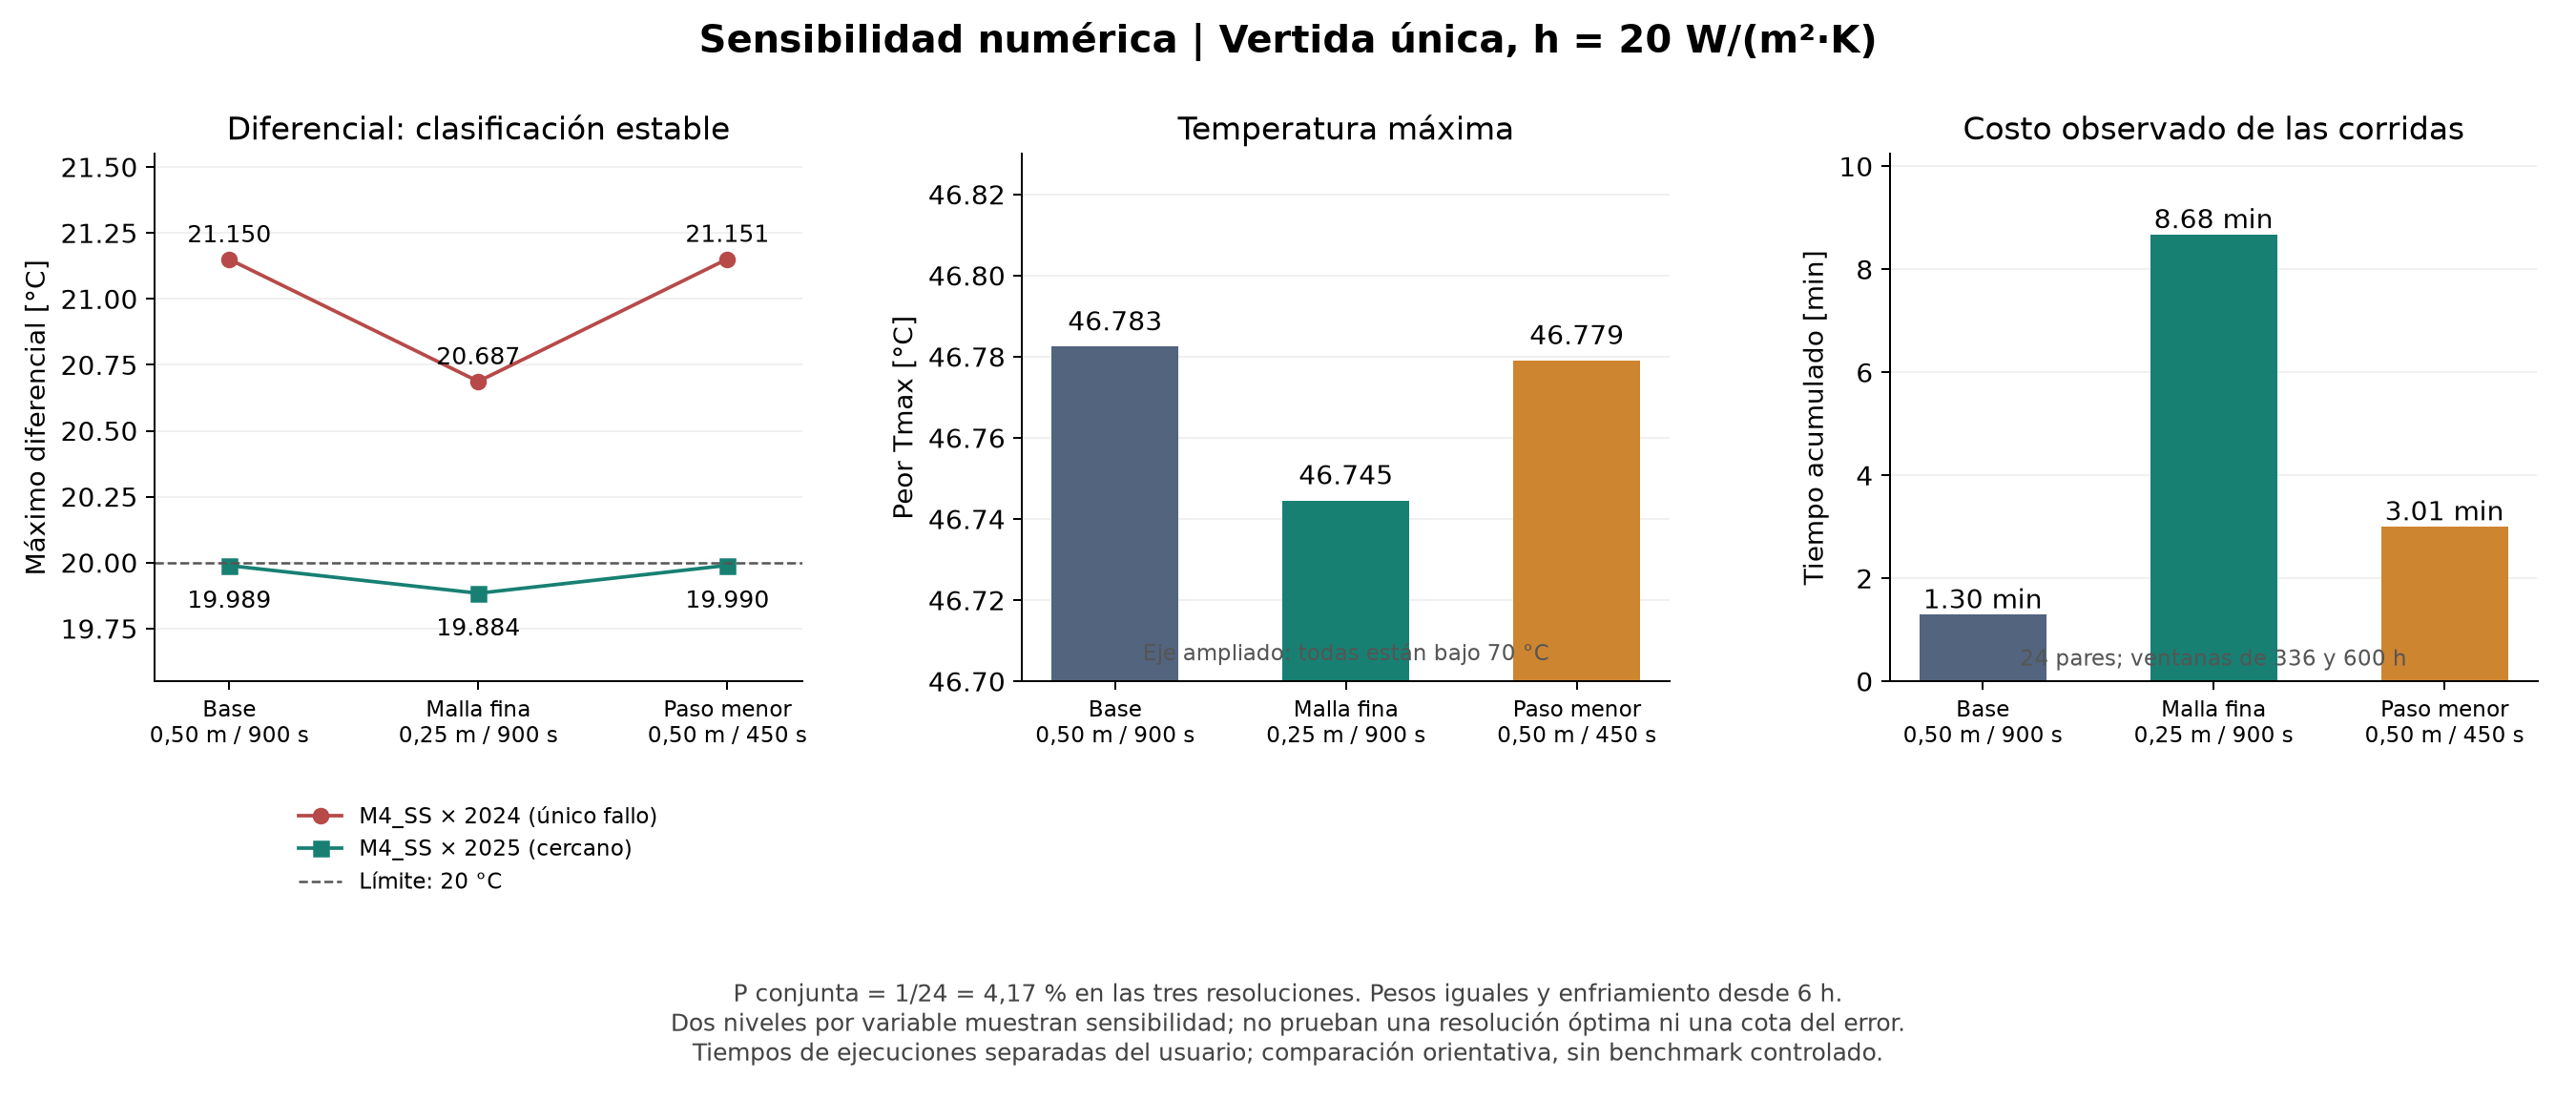 Sensibilidad numérica | Vertida única, h = 20 W/(m²·K)
Diferencial: clasificación estable
Máximo diferencial [°C]
21.50
21.25
21.00
20.75
20.50
20.25
20.00
19.75
21.150
20.687
21.151
19.989
19.884
19.990
Base
0,50 m / 900 s
Malla fina
0,25 m / 900 s
Paso menor
0,50 m / 450 s
M4_SS × 2024 (único fallo)
M4_SS × 2025 (cercano)
Límite: 20 °C
Temperatura máxima
Peor Tmax [°C]
46.82
46.80
46.78
46.76
46.74
46.72
46.70
46.783
46.745
46.779
Eje ampliado: todas están bajo 70 °C
Base
0,50 m / 900 s
Malla fina
0,25 m / 900 s
Paso menor
0,50 m / 450 s
Costo observado de las corridas
Tiempo acumulado [min]
10
8
6
4
2
0
1.30 min
8.68 min
3.01 min
24 pares; ventanas de 336 y 600 h
Base
0,50 m / 900 s
Malla fina
0,25 m / 900 s
Paso menor
0,50 m / 450 s
P conjunta = 1/24 = 4,17 % en las tres resoluciones. Pesos iguales y enfriamiento desde 6 h.
Dos niveles por variable muestran sensibilidad; no prueban una resolución óptima ni una cota del error.
Tiempos de ejecuciones separadas del usuario; comparación orientativa, sin benchmark controlado.